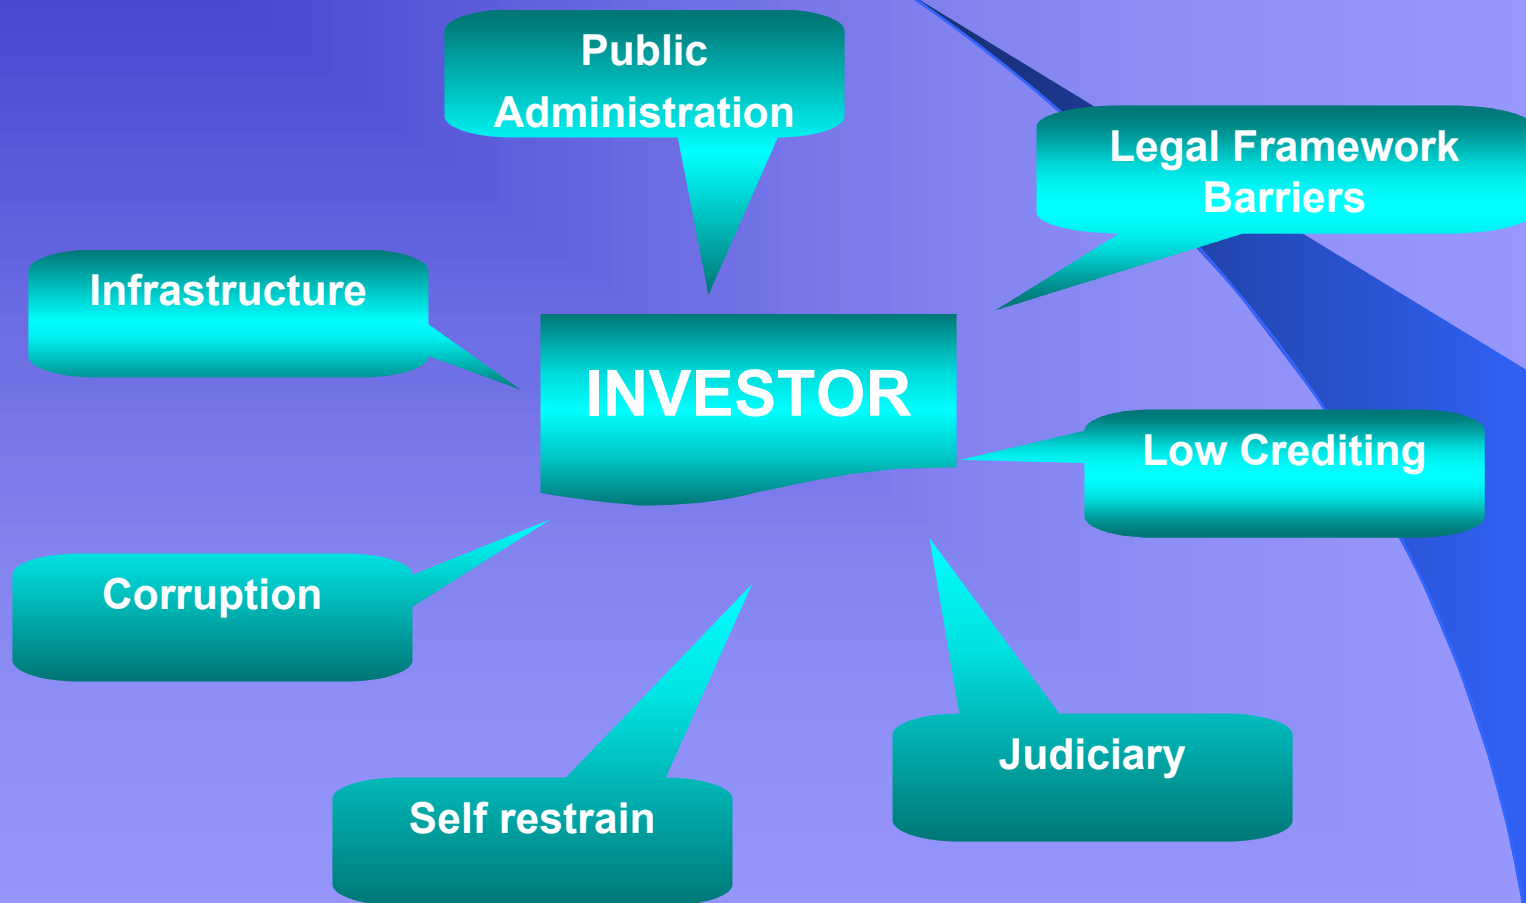 Public
Administration
Legal Framework
Barriers
Infrastructure
INVESTOR
Low Crediting
Corruption
Judiciary
Self restrain